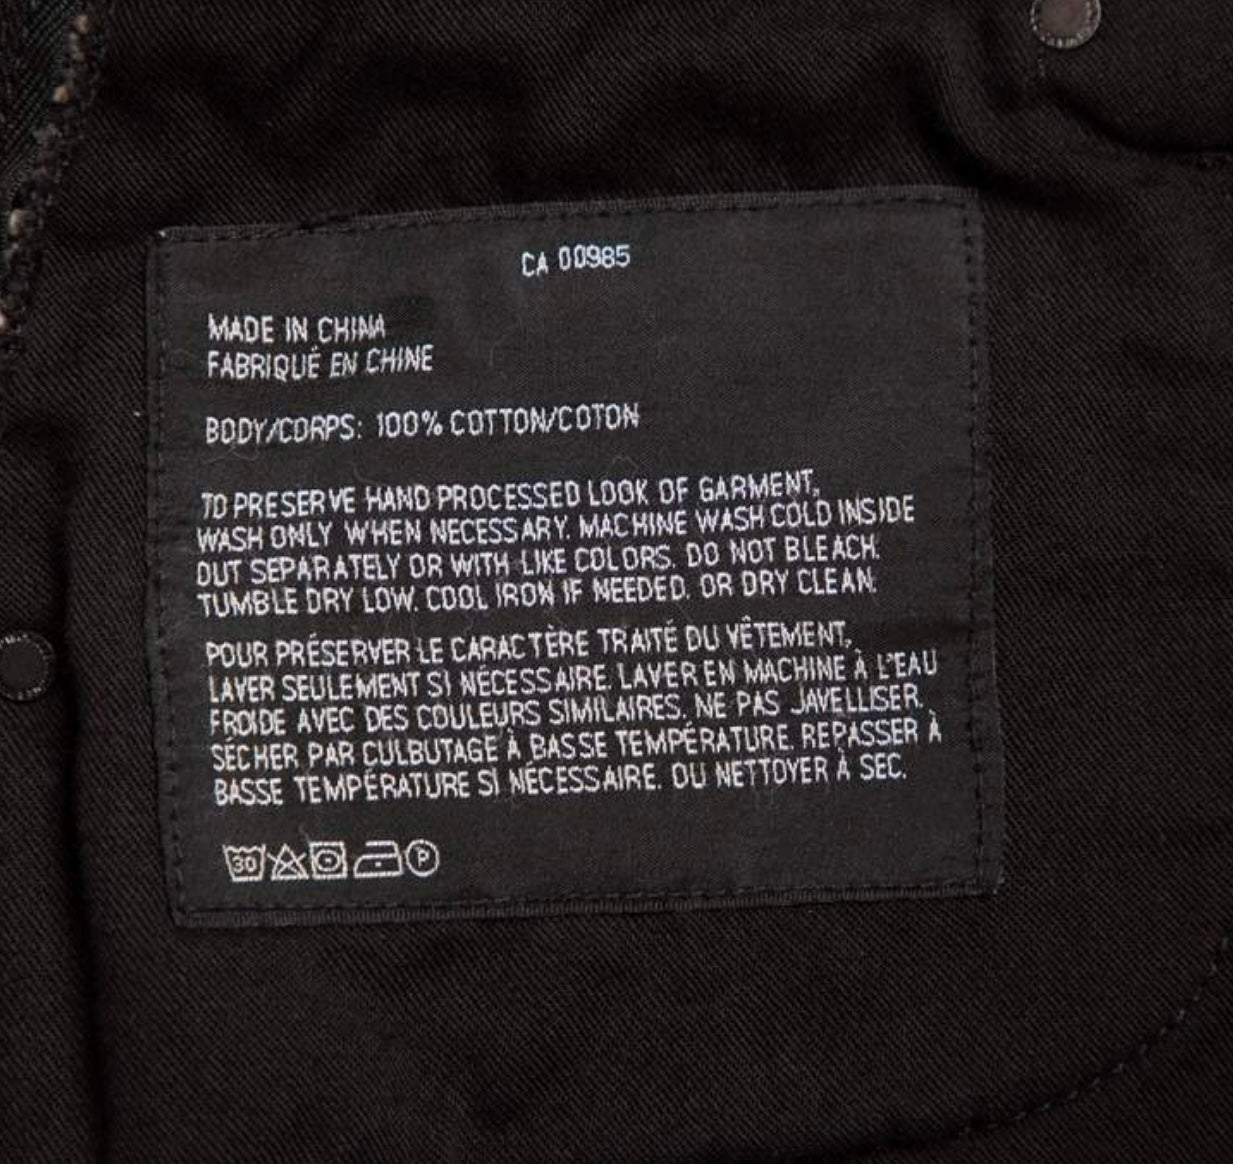 CA 00985
MADE IN CHINA
FABRIQUÉ EN CHINE
BODY/CORPS: 100% COTTON/COTON
TO PRESERVE HAND PROCESSED LOOK OF GARMENT,
WASH ONLY WHEN NECESSARY. MACHINE WASH COLD INSIDE
OUT SEPARATELY OR WITH LIKE COLORS. DO NOT BLEACH.
TUMBLE DRY LOW. COOL IRON IF NEEDED. OR DRY CLEAN.
POUR PRÉSERVER LE CARACTÈRE TRAITÉ DU VÊTEMENT,
LAVER SEULEMENT SI NÉCESSAIRE. LAVER EN MACHINE À L'EAU
FROIDE AVEC DES COULEURS SIMILAIRES. NE PAS JAVELLISER.
SÉCHER PAR CULBUTAGE À BASSE TEMPÉRATURE. REPASSER À
BASSE TEMPÉRATURE SI NÉCESSAIRE. OU NETTOYER À SEC.
30 P